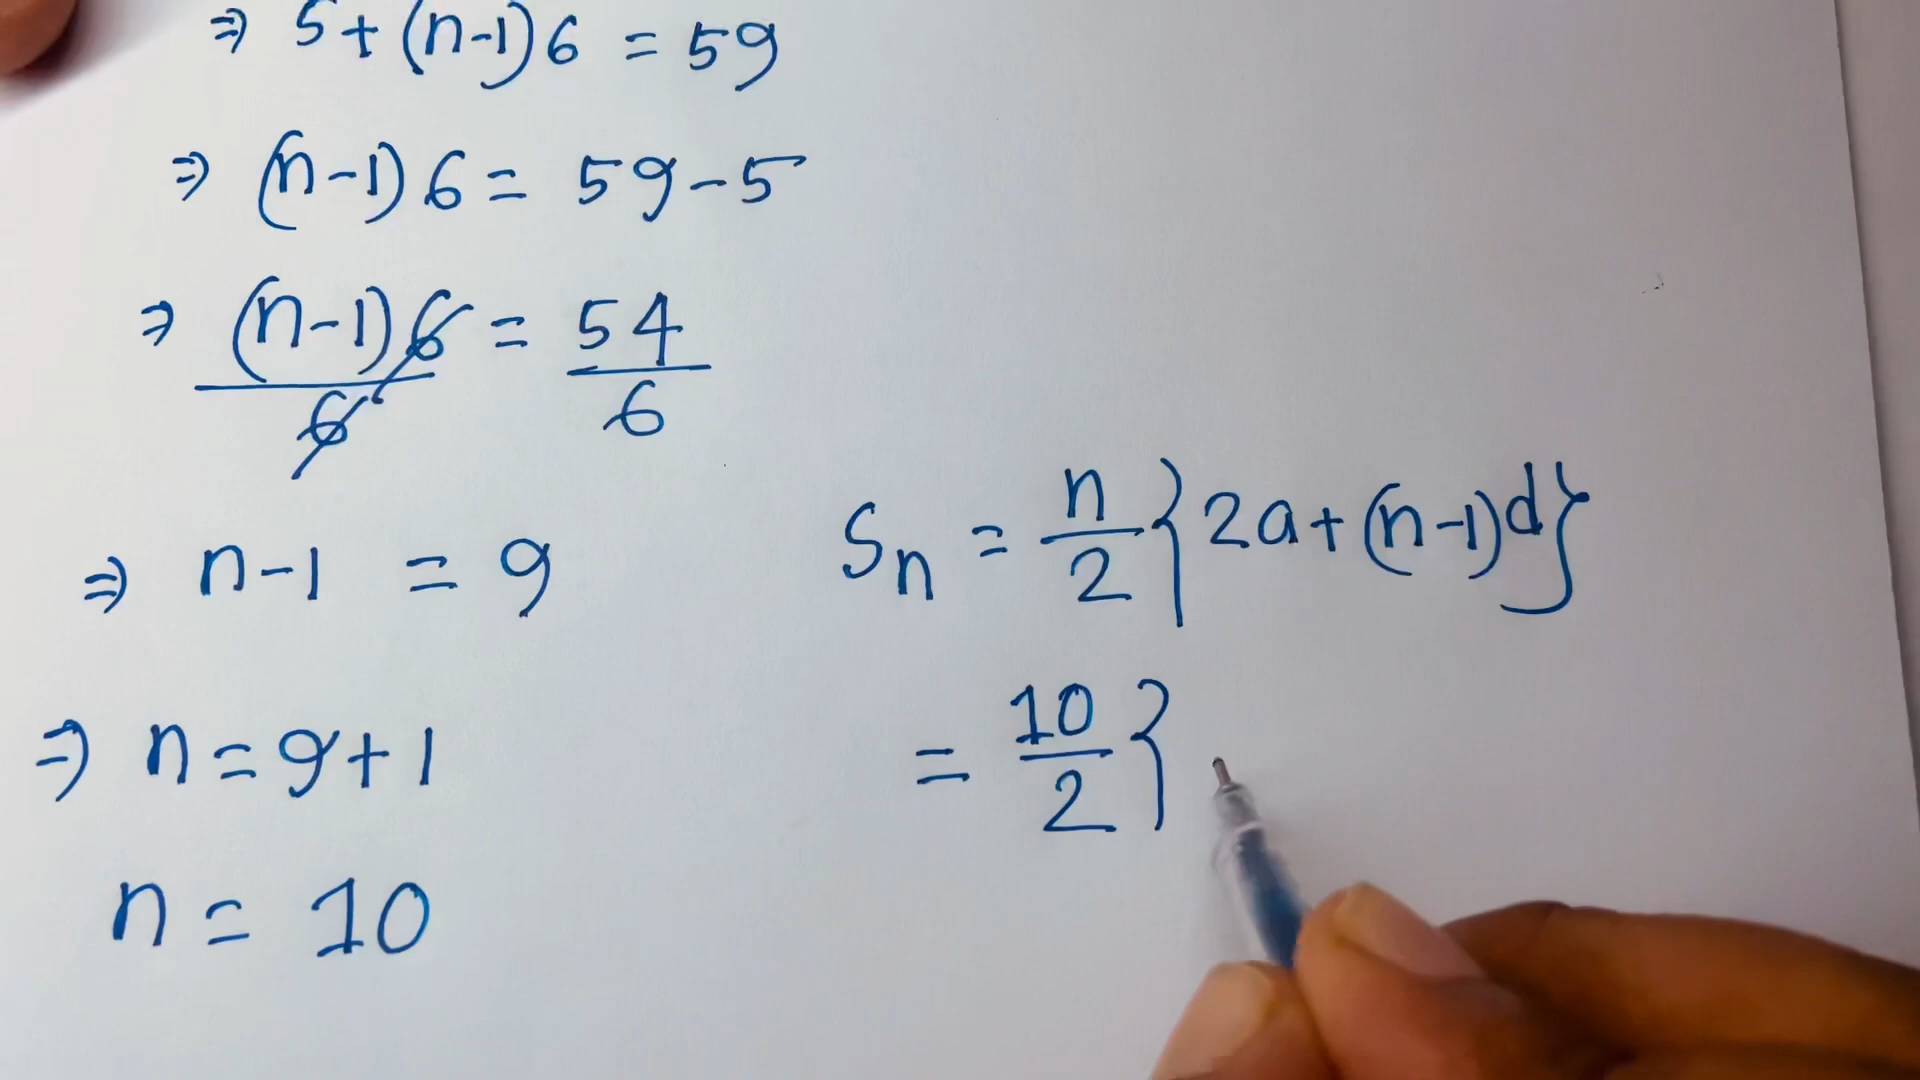 ⇒ 5+(n-1)6 = 59
⇒ (n-1)6 = 59-5
⇒ (n-1)6/6 = 54/6
⇒ n-1 = 9
⇒ n=9+1
n = 10
Sn = n/2 {2a+(n-1)d}
= 10/2 {